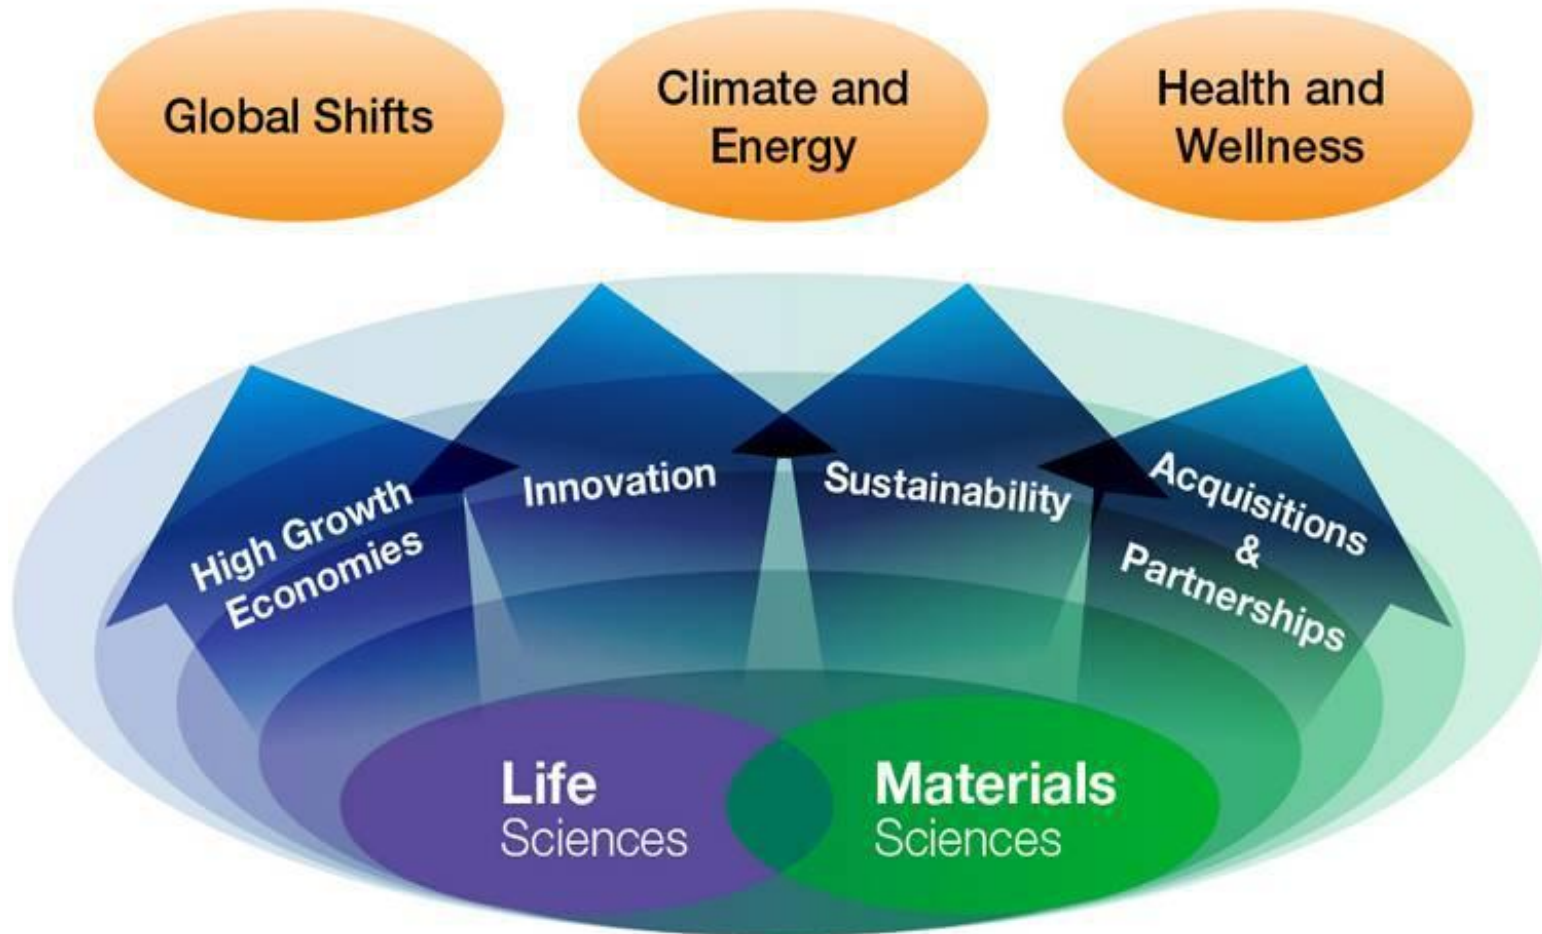 Global Shifts
Climate and
Energy
Health and
Wellness
High Growth
Economies
Innovation
Sustainability
Acquisitions
&
Partnerships
Life
Sciences
Materials
Sciences